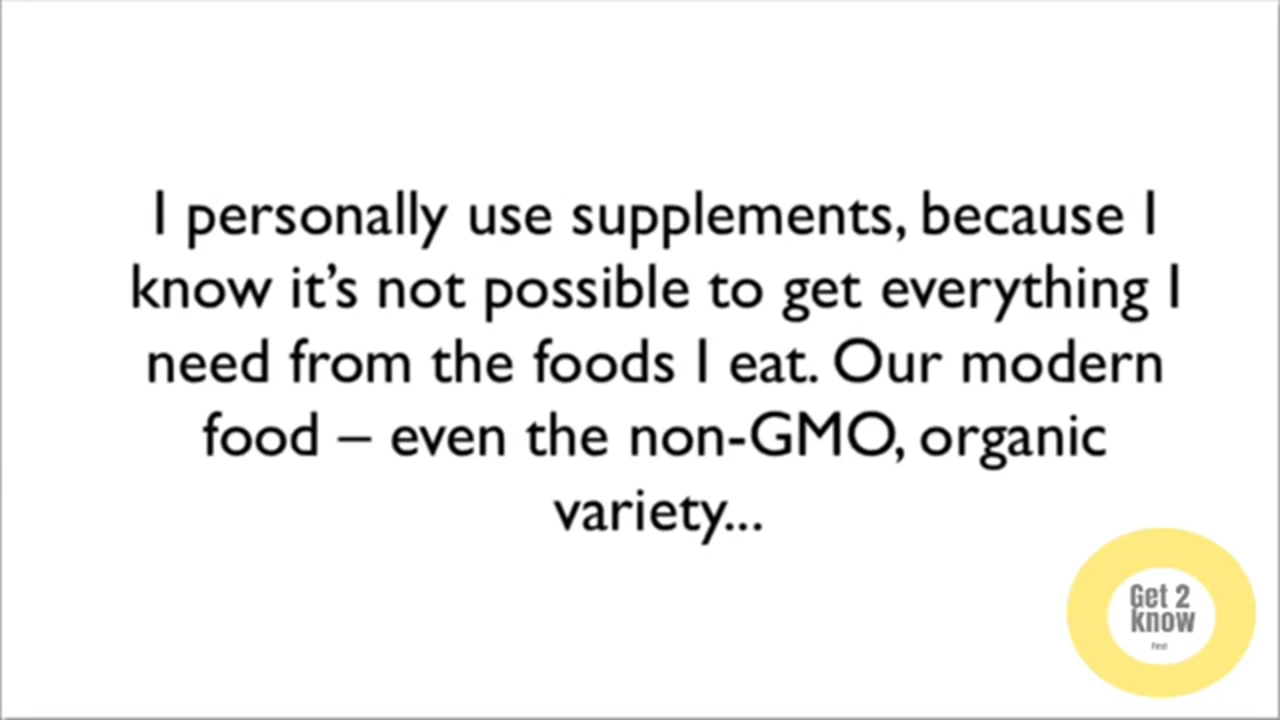 I personally use supplements, because I
know it’s not possible to get everything I
need from the foods I eat. Our modern
food – even the non-GMO, organic
variety...
Get 2
know
First